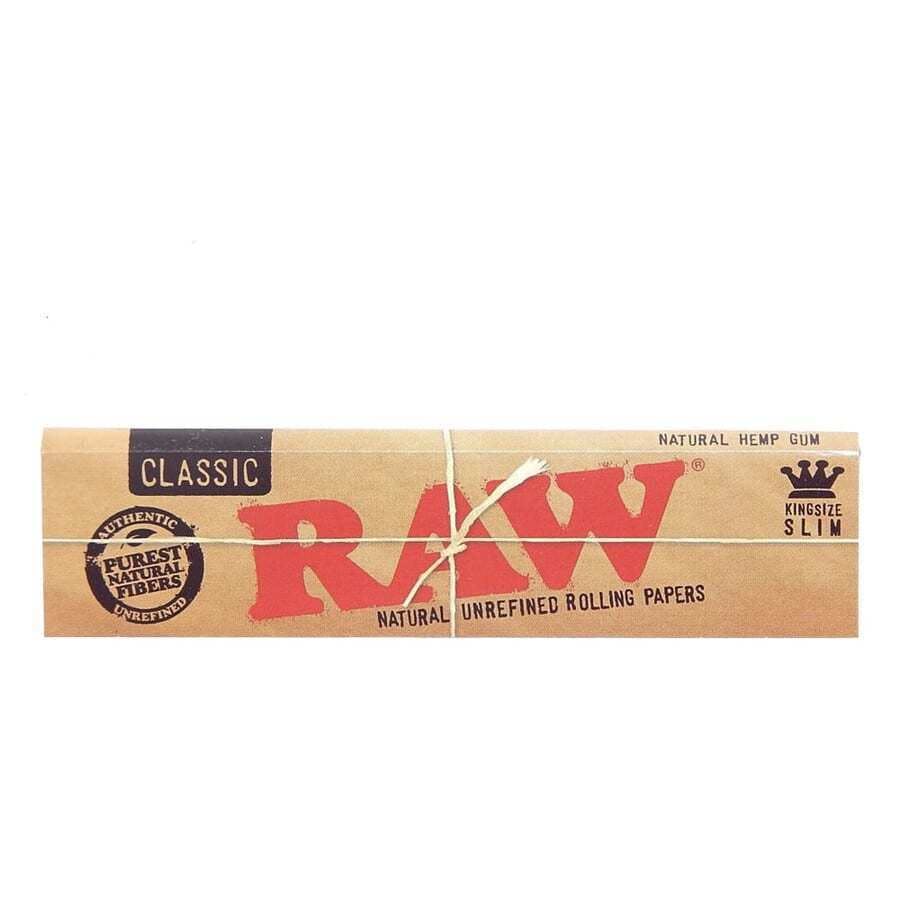 CLASSIC
NATURAL HEMP GUM
RAW®
KINGSIZE
SLIM
AUTHENTIC
PUREST
NATURAL
FIBERS
UNREFINED
NATURAL UNREFINED ROLLING PAPERS